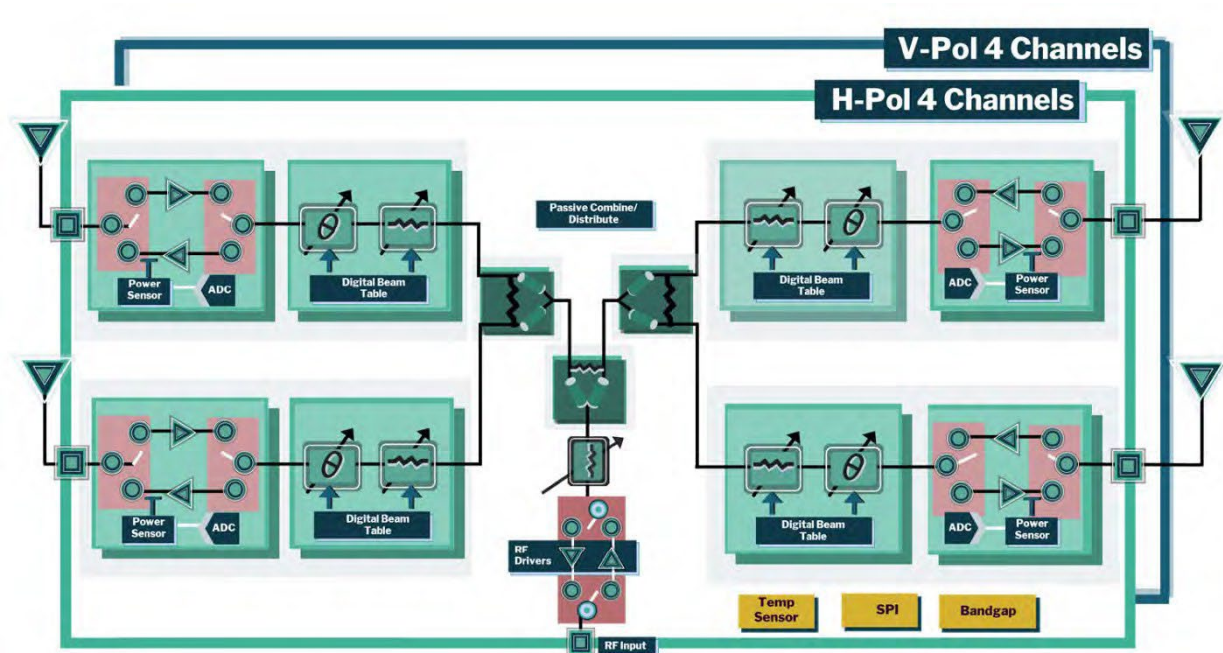 V-Pol 4 Channels
H-Pol 4 Channels
Passive Combine/
Distribute
Power
Sensor
ADC
Digital Beam
Table
Digital Beam
Table
ADC
Power
Sensor
Power
Sensor
ADC
Digital Beam
Table
Digital Beam
Table
ADC
Power
Sensor
RF
Drivers
Temp
Sensor
SPI
Bandgap
RF Input